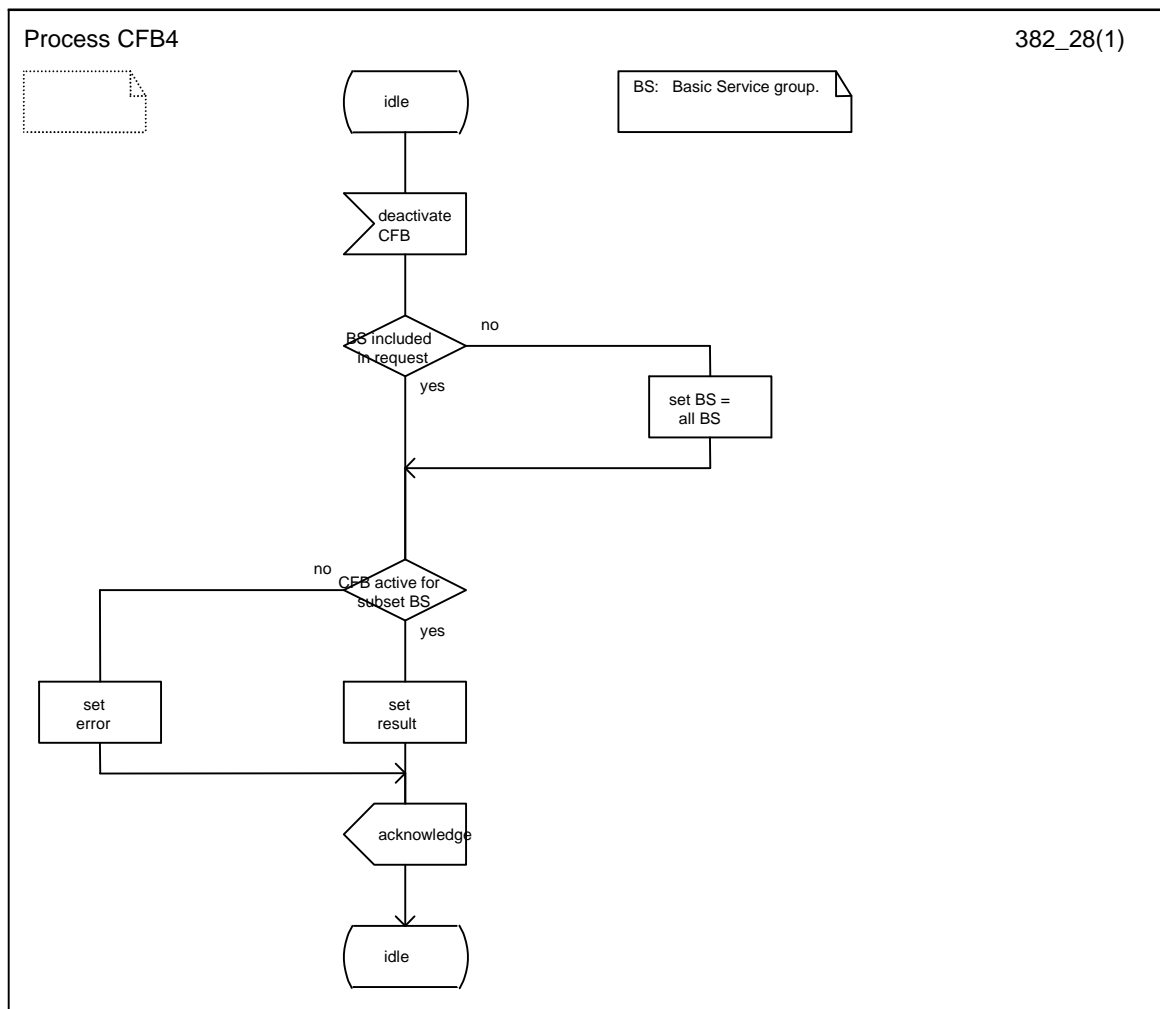 Process CFB4
382_28(1)
idle
BS: Basic Service group.
deactivate
CFB
BS included
in request
no
yes
set BS =
all BS
no
CFB active for
subset BS
yes
set
error
set
result
acknowledge
idle